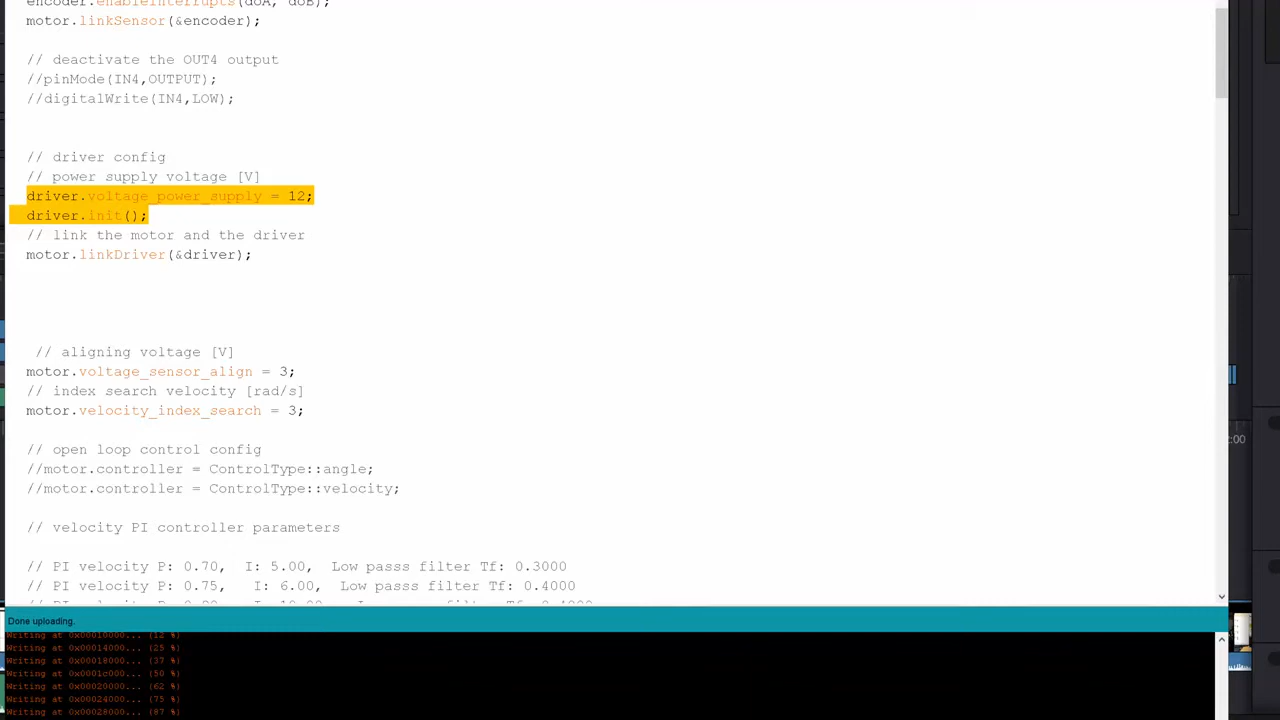 encoder.enableInterrupts(doA, doB);
motor.linkSensor(&encoder);
// deactivate the OUT4 output
//pinMode(IN4,OUTPUT);
//digitalWrite(IN4,LOW);
// driver config
// power supply voltage [V]
driver.voltage_power_supply = 12;
driver.init();
// link the motor and the driver
motor.linkDriver(&driver);
// aligning voltage [V]
motor.voltage_sensor_align = 3;
// index search velocity [rad/s]
motor.velocity_index_search = 3;
// open loop control config
//motor.controller = ControlType::angle;
//motor.controller = ControlType::velocity;
// velocity PI controller parameters
// PI velocity P: 0.70,  I: 5.00,  Low passs filter Tf: 0.3000
// PI velocity P: 0.75,   I: 6.00,  Low passs filter Tf: 0.4000
:00
Done uploading.
Writing at 0x00010000... (12 %)
Writing at 0x00014000... (25 %)
Writing at 0x00018000... (37 %)
Writing at 0x0001c000... (50 %)
Writing at 0x00020000... (62 %)
Writing at 0x00024000... (75 %)
Writing at 0x00028000... (87 %)